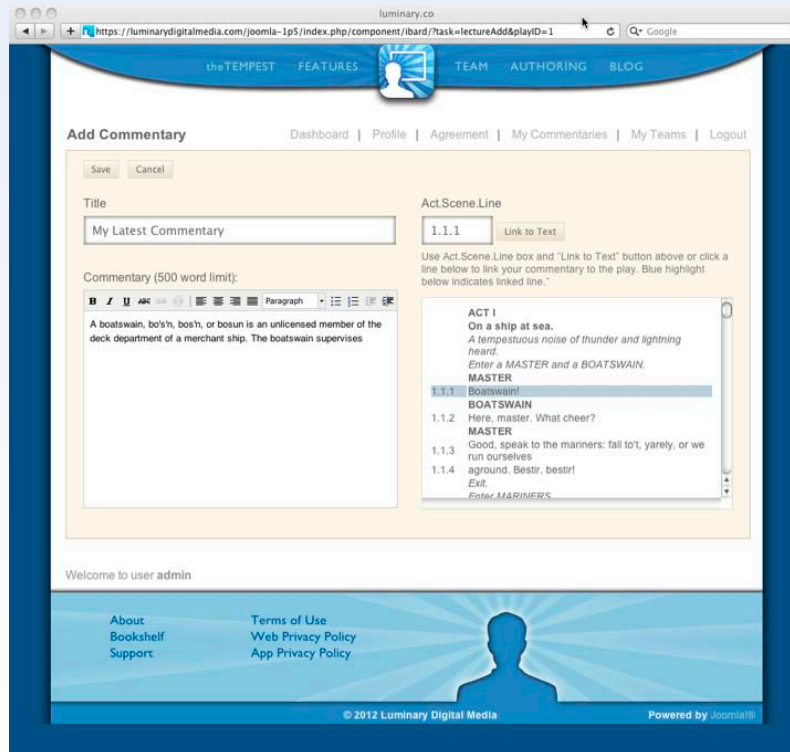 luminary.co
https://luminarydigitalmedia.com/joomla-1p5/index.php/component/ibard/?task=lectureAdd&playID=1
Google
theTEMPEST FEATURES TEAM AUTHORING BLOG
Add Commentary
Dashboard | Profile | Agreement | My Commentaries | My Teams | Logout
Save Cancel
Title
My Latest Commentary
Commentary (500 word limit):
B I U ABC Paragraph
A boatswain, bo's'n, bos'n, or bosun is an unlicensed member of the
deck department of a merchant ship. The boatswain supervises
Act.Scene.Line
1.1.1 Link to Text
Use Act.Scene.Line box and "Link to Text" button above or click a
line below to link your commentary to the play. Blue highlight
below indicates linked line."
ACT I
On a ship at sea.
A tempestuous noise of thunder and lightning
heard.
Enter a MASTER and a BOATSWAIN.
MASTER
1.1.1 Boatswain!
BOATSWAIN
1.1.2 Here, master. What cheer?
MASTER
1.1.3 Good, speak to the mariners: fall to't, yarely, or we
run ourselves
1.1.4 aground. Bestir, bestir!
Exit.
Enter MARINERS
Welcome to user admin
About
Bookshelf
Support
Terms of Use
Web Privacy Policy
App Privacy Policy
© 2012 Luminary Digital Media
Powered by Joomla!®